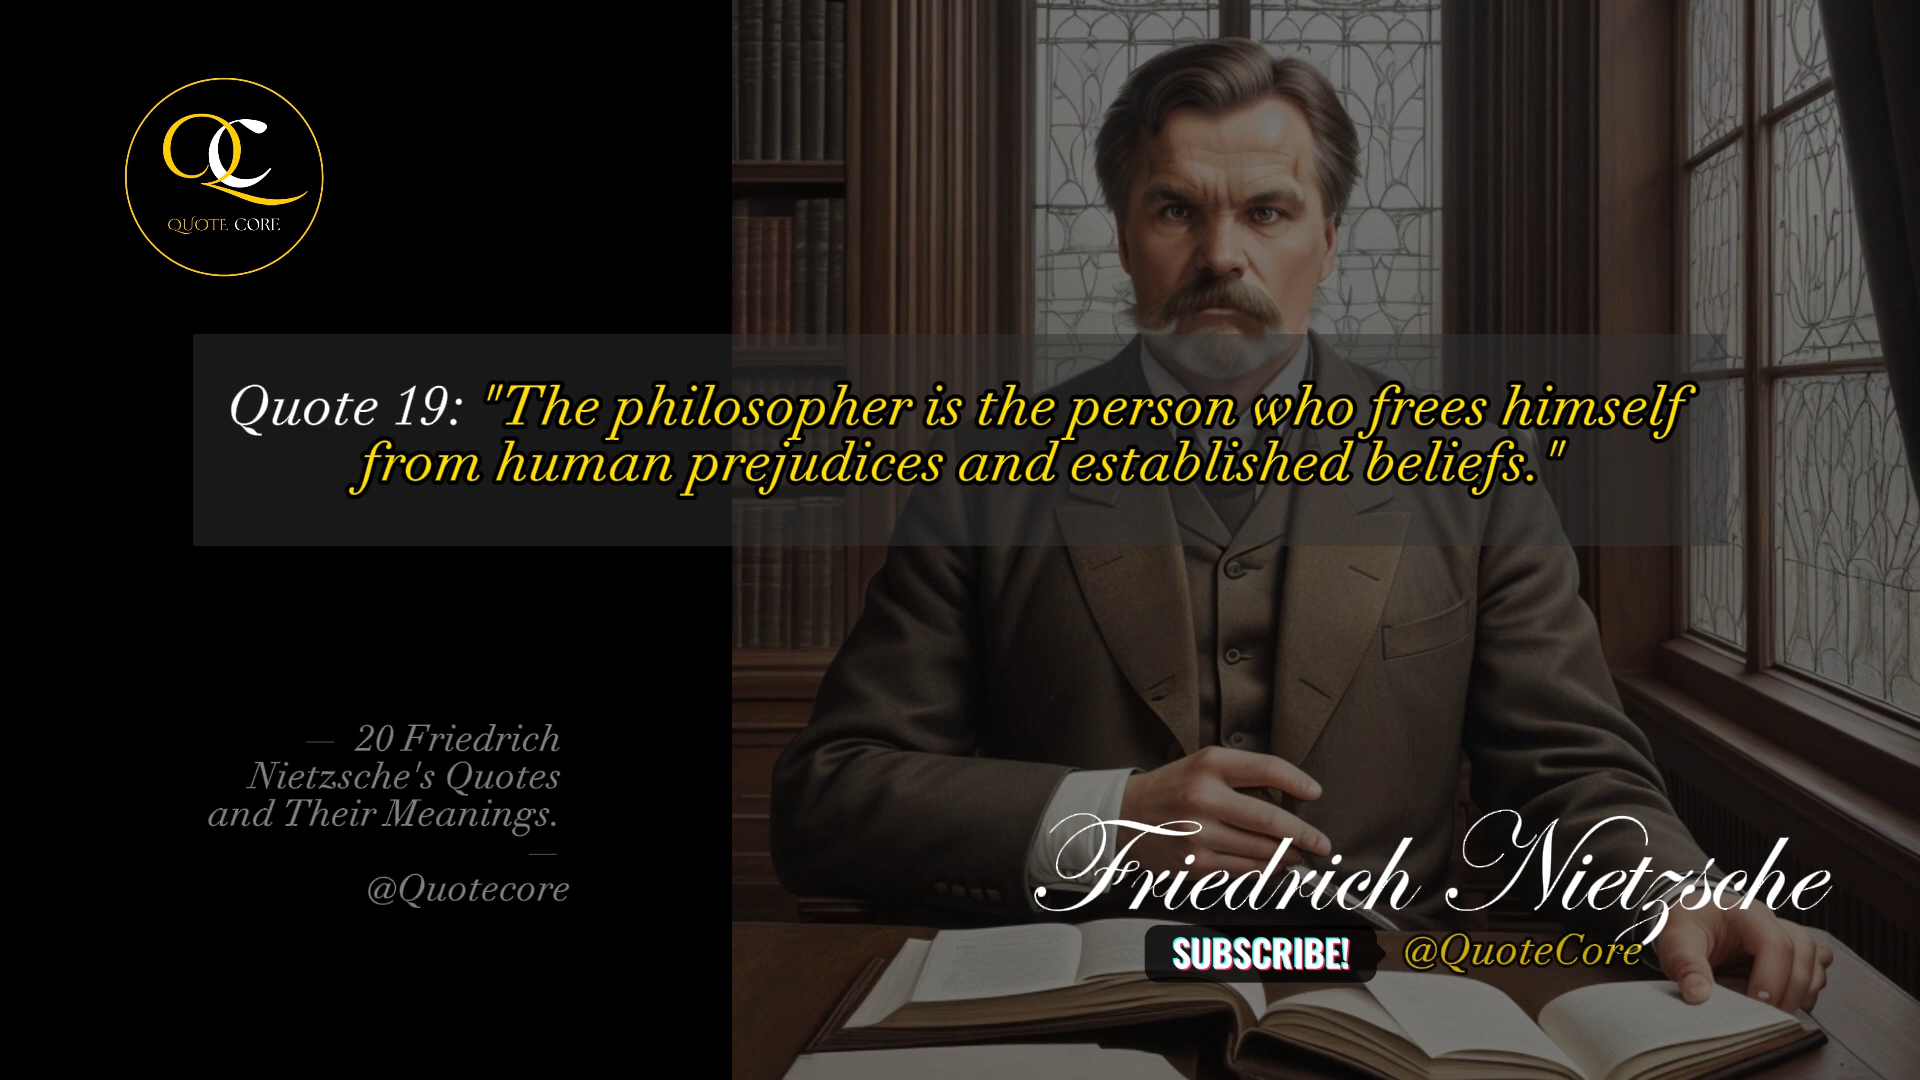 QC
QUOTE CORE
Quote 19: "The philosopher is the person who frees himself
from human prejudices and established beliefs."
— 20 Friedrich
Nietzsche's Quotes
and Their Meanings.
—
@Quotecore
Friedrich Nietzsche
SUBSCRIBE! @QuoteCore